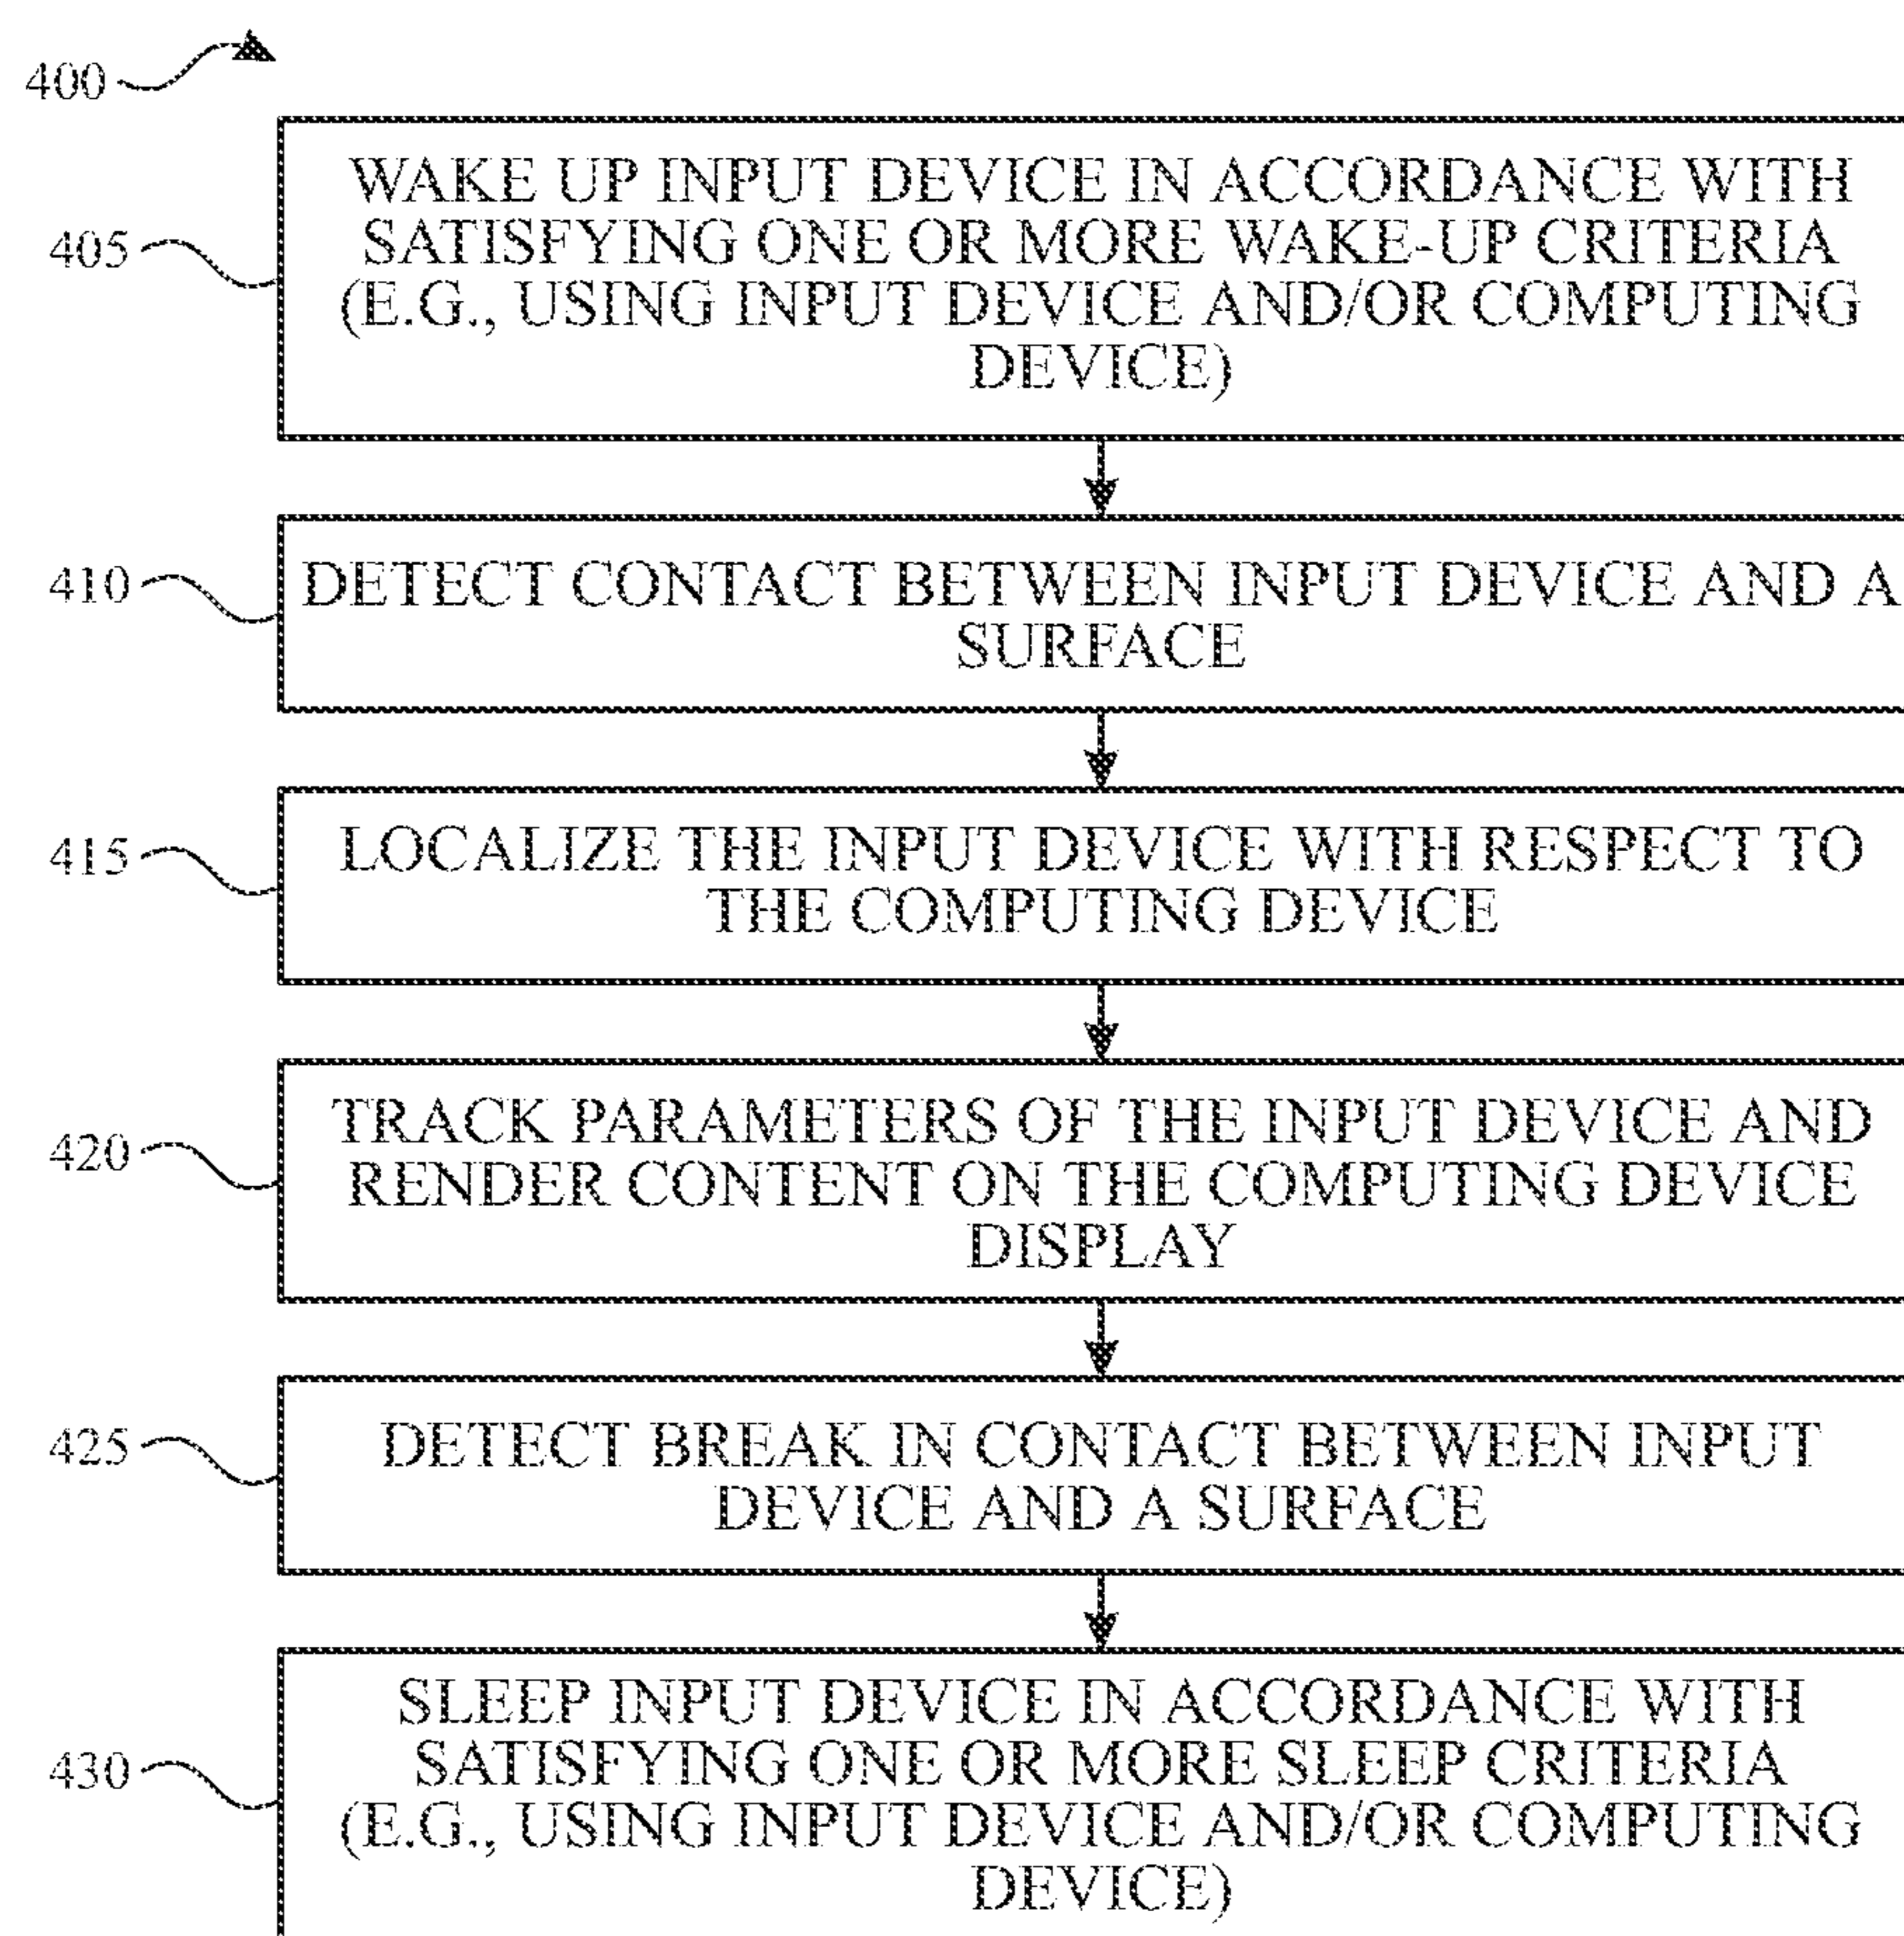 400
405
WAKE UP INPUT DEVICE IN ACCORDANCE WITH
SATISFYING ONE OR MORE WAKE-UP CRITERIA
(E.G., USING INPUT DEVICE AND/OR COMPUTING
DEVICE)
410
DETECT CONTACT BETWEEN INPUT DEVICE AND A
SURFACE
415
LOCALIZE THE INPUT DEVICE WITH RESPECT TO
THE COMPUTING DEVICE
420
TRACK PARAMETERS OF THE INPUT DEVICE AND
RENDER CONTENT ON THE COMPUTING DEVICE
DISPLAY
425
DETECT BREAK IN CONTACT BETWEEN INPUT
DEVICE AND A SURFACE
430
SLEEP INPUT DEVICE IN ACCORDANCE WITH
SATISFYING ONE OR MORE SLEEP CRITERIA
(E.G., USING INPUT DEVICE AND/OR COMPUTING
DEVICE)